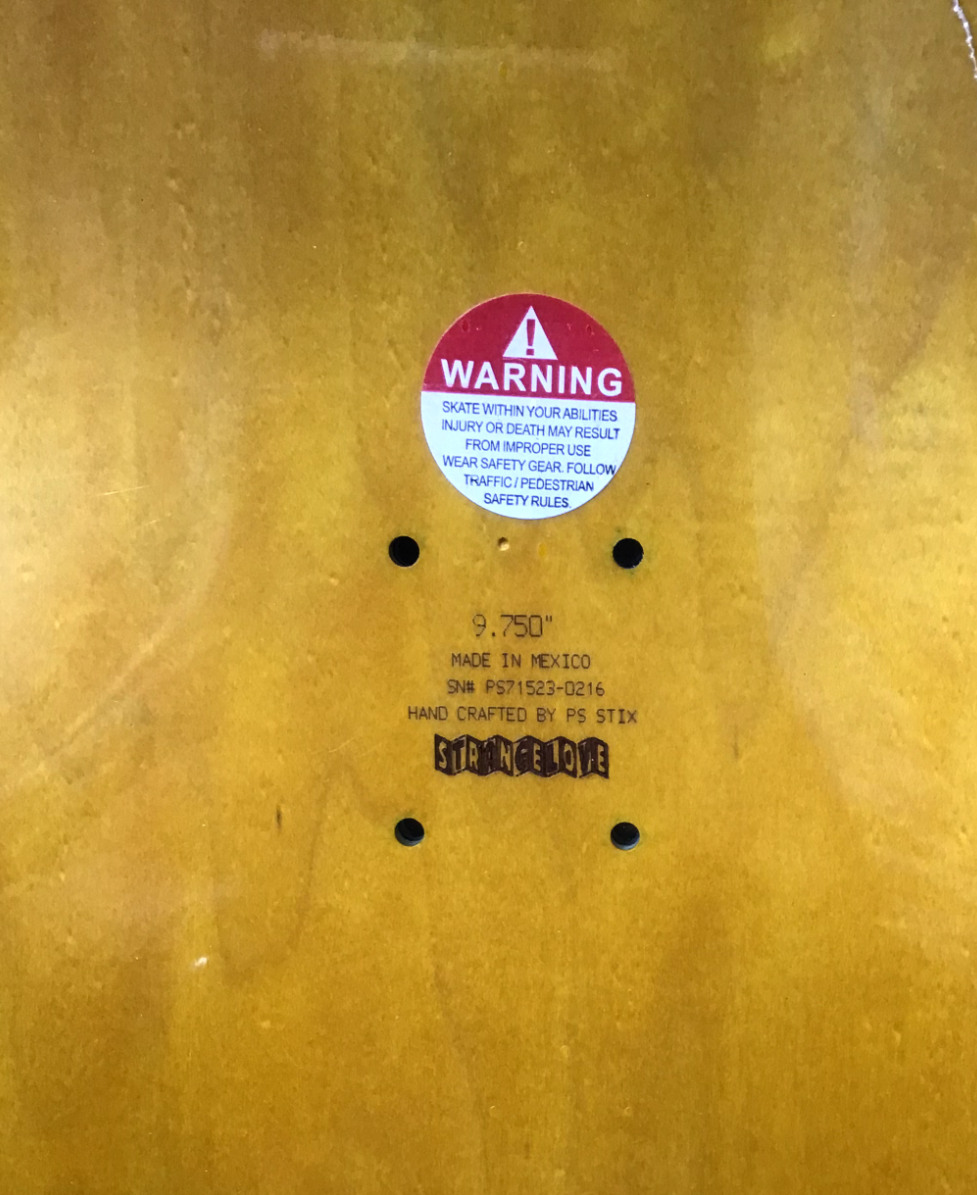 !
WARNING
SKATE WITHIN YOUR ABILITIES
INJURY OR DEATH MAY RESULT
FROM IMPROPER USE
WEAR SAFETY GEAR. FOLLOW
TRAFFIC / PEDESTRIAN
SAFETY RULES.
9.750"
MADE IN MEXICO
SN# PS71523-0216
HAND CRAFTED BY PS STIX
STRANGELOVE